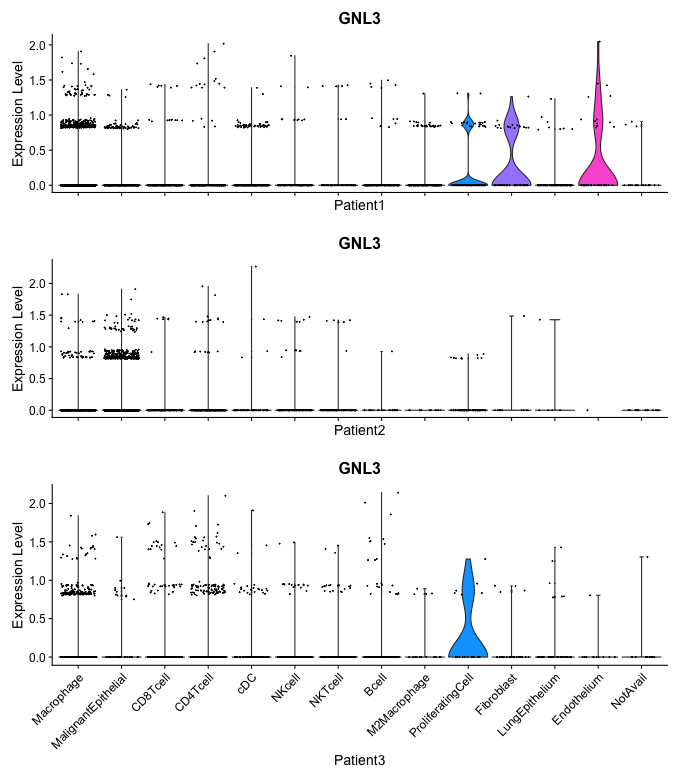 GNL3
Expression Level
2.0
1.5
1.0
0.5
0.0
Patient1
GNL3
Expression Level
2.0
1.5
1.0
0.5
0.0
Patient2
GNL3
Expression Level
2.0
1.5
1.0
0.5
0.0
Macrophage
MalignantEpithelial
CD8Tcell
CD4Tcell
cDC
NKcell
NKTcell
Bcell
M2Macrophage
ProliferatingCell
Fibroblast
LungEpithelium
Endothelium
NotAvail
Patient3